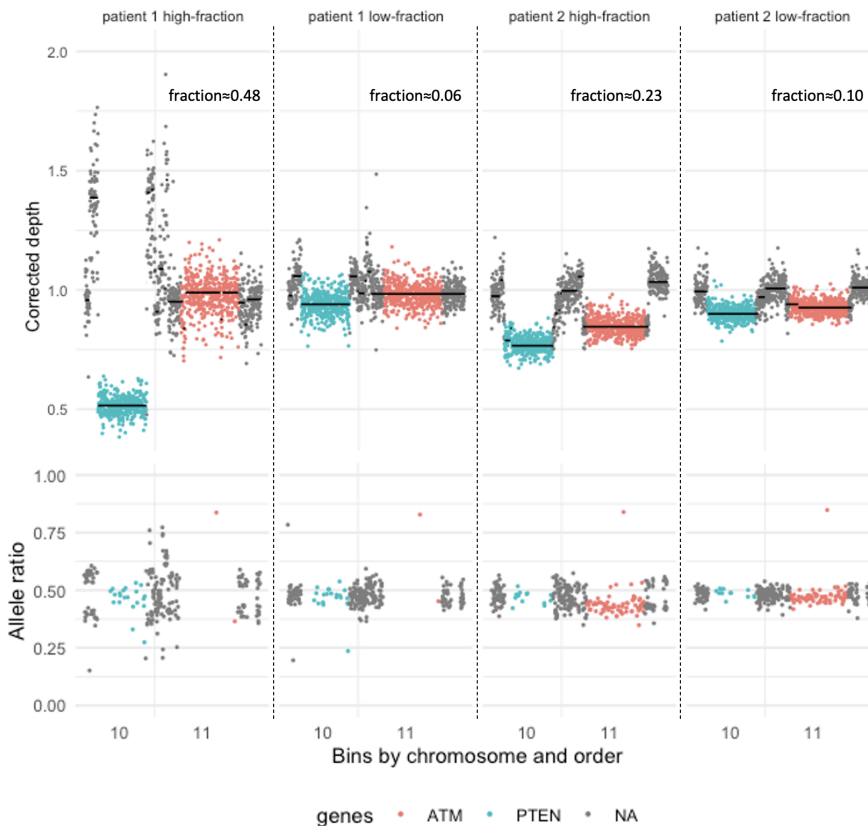 patient 1 high-fraction patient 1 low-fraction patient 2 high-fraction patient 2 low-fraction
fraction≈0.48 fraction≈0.06 fraction≈0.23 fraction≈0.10
Corrected depth
2.0
1.5
1.0
0.5
Allele ratio
1.00
0.75
0.50
0.25
0.00
10 11 10 11 10 11 10 11
Bins by chromosome and order
genes ATM PTEN NA